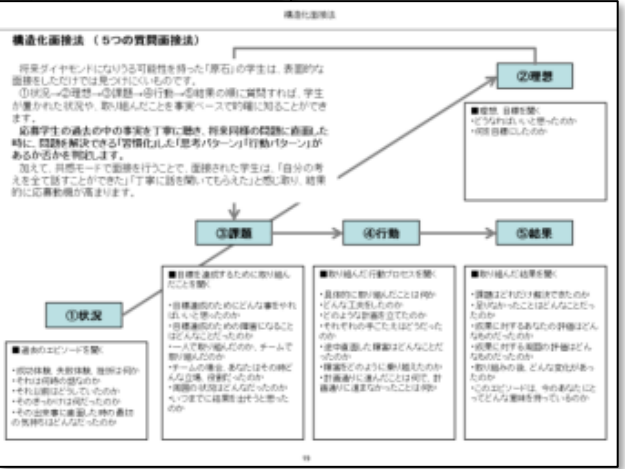 構造化面接法
構造化面接法（５つの質問面接法）
将来ダイヤモンドになりうる可能性を持った「原石」の学生は、表面的な
面接をしただけでは見つけにくいものです。
①状況→②理想→③課題→④行動→⑤結果の順に質問すれば、学生
が置かれた状況や、取り組んだことを事実ベースで的確に知ることができ
ます。
応募学生の過去の中の事実を丁寧に聴き、将来同様の問題に直面した
時に、問題を解決できる「習慣化」した「思考パターン」「行動パターン」が
あるか否かを判定します。
加えて、共感モードで面接を行うことで、面接された学生は、「自分の考
えを全て話すことができた」「丁寧に話を聞いてもらえた」と感じ取り、結果
的に応募動機が高まります。
②理想
■理想、目標を聞く
・どうなればいいと思ったのか
・何を目標にしたのか
③課題
④行動
⑤結果
■目標を達成するために取り組ん
だことを聞く
・目標達成のためにどんな事をやれ
ばいいと思ったのか
・目標達成のための障害になること
はどんなことだったのか
・一人で取り組んだのか、チームで
取り組んだのか
・チームの場合、あなたはその時ど
んな立場、役割だったのか
・周囲の状況はどんなだったのか
・いつまでに結果を出そうと思った
のか
■取り組んだ行動プロセスを聞く
・具体的に取り組んだことは何か
・どんな工夫をしたのか
・どのような計画を立てたのか
・それぞれの手ごたえはどうだった
のか
・途中直面した障害はどんなことだ
ったのか
・障害をどのように乗り越えたのか
・計画通りに進んだことは何で、計
画通りに進まなかったことは何か
■取り組んだ結果を聞く
・課題はどれだけ解決できたのか
・足りなかったことはどんなことだっ
たのか
・成果に対するあなたの評価はどん
なものだったのか
・成果に対する周囲の評価はどん
なものだったのか
・取り組みの後、どんな変化があっ
たのか
・このエピソードは、今のあなたにと
ってどんな意味を持っているのか
①状況
■過去のエピソードを聞く
・成功体験、失敗体験、挫折は何か
・それは何時の話なのか
・それ以前はどうしていたのか
・そのきっかけは何だったのか
・その出来事に直面した時の最初
の気持ちはどんなだったのか